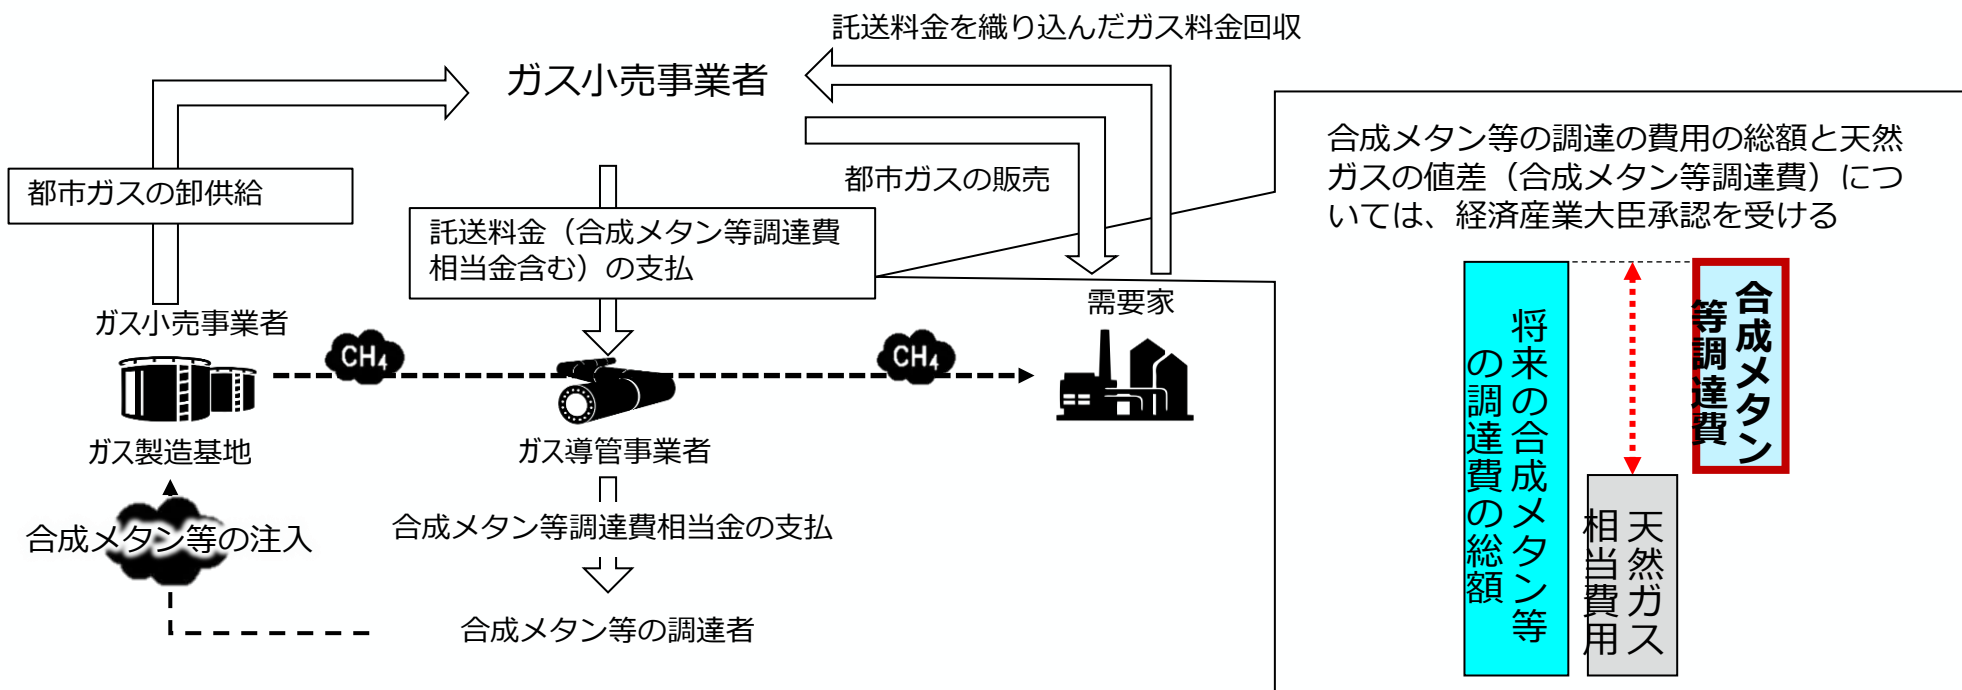 託送料金を織り込んだガス料金回収
ガス小売事業者
都市ガスの卸供給
都市ガスの販売
託送料金（合成メタン等調達費
相当金含む）の支払
ガス小売事業者
需要家
CH4
CH4
ガス製造基地
ガス導管事業者
合成メタン等の注入
合成メタン等調達費相当金の支払
合成メタン等の調達者
合成メタン等の調達の費用の総額と天然
ガスの値差（合成メタン等調達費）につ
いては、経済産業大臣承認を受ける
将来の合成メタン等
の調達費の総額
天然ガス
相当費用
合成メタン
等調達費